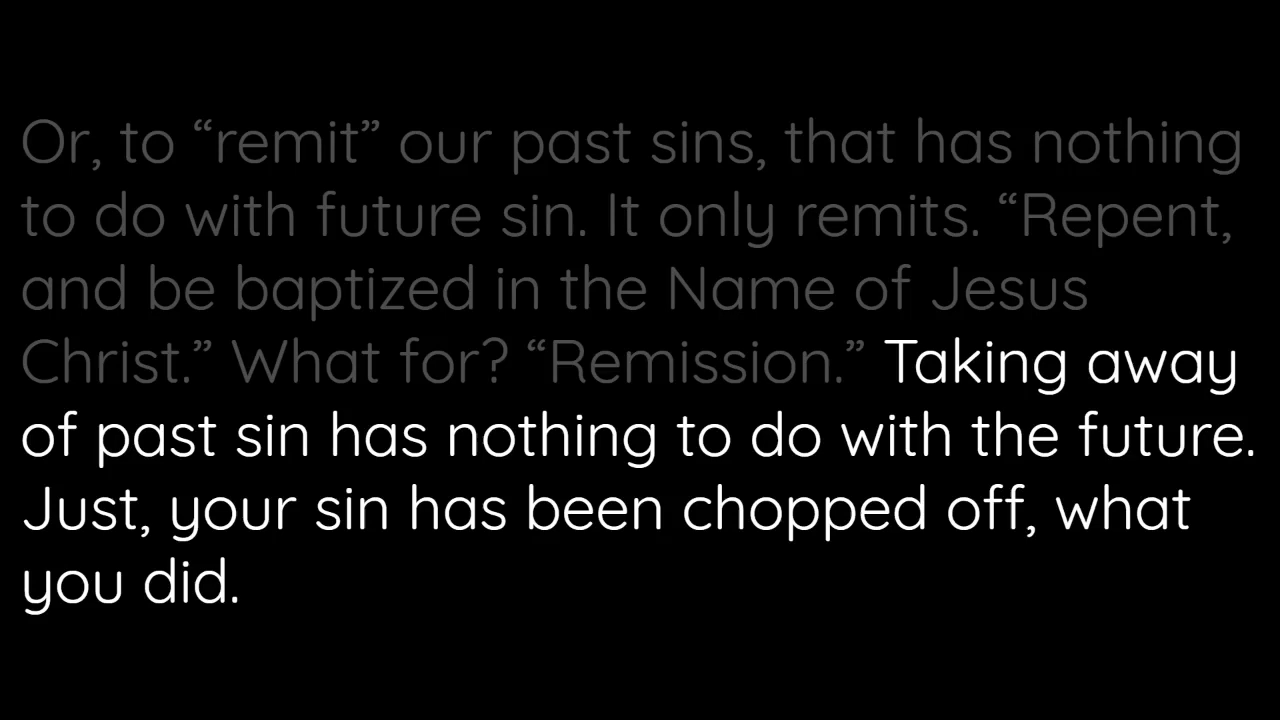 Or, to “remit” our past sins, that has nothing
to do with future sin. It only remits. “Repent,
and be baptized in the Name of Jesus
Christ.” What for? “Remission.” Taking away
of past sin has nothing to do with the future.
Just, your sin has been chopped off, what
you did.